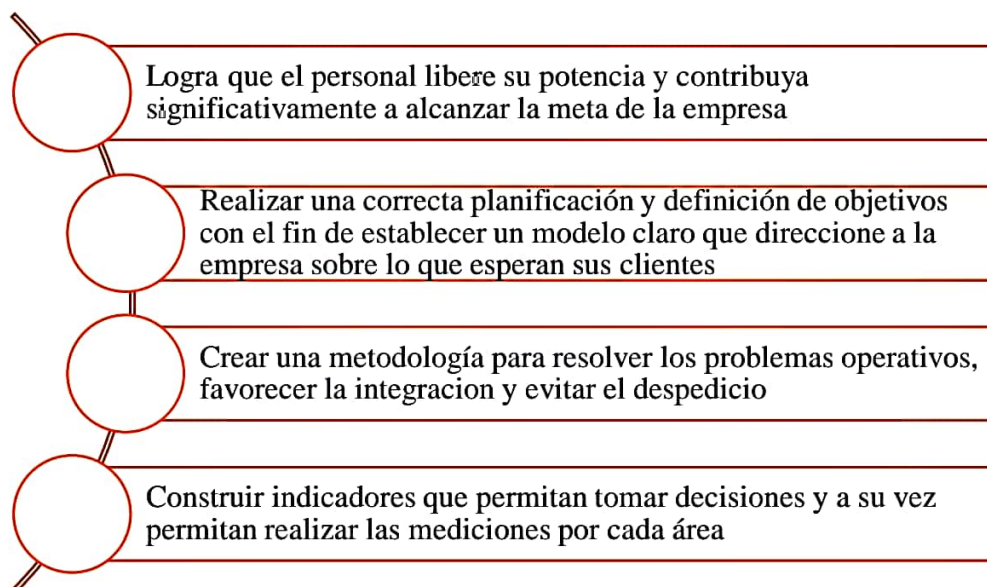 Logra que el personal libere su potencia y contribuya
significativamente a alcanzar la meta de la empresa
Realizar una correcta planificación y definición de objetivos
con el fin de establecer un modelo claro que direccione a la
empresa sobre lo que esperan sus clientes
Crear una metodología para resolver los problemas operativos,
favorecer la integracion y evitar el despedicio
Construir indicadores que permitan tomar decisiones y a su vez
permitan realizar las mediciones por cada área